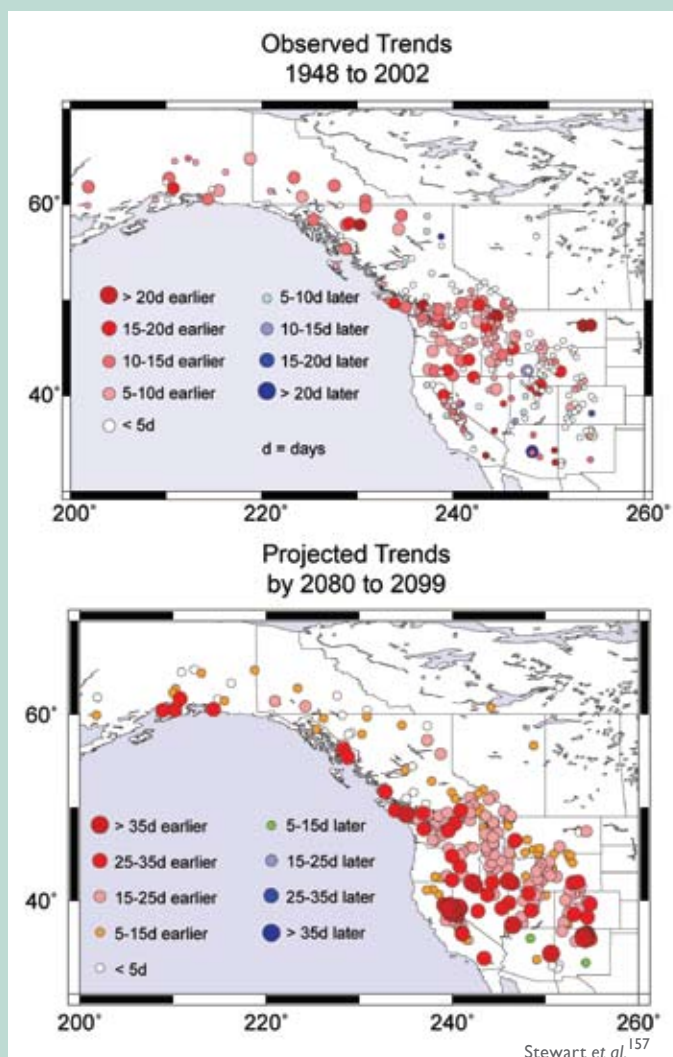 Observed Trends
1948 to 2002
60°
40°
> 20d earlier
15-20d earlier
10-15d earlier
5-10d earlier
< 5d
5-10d later
10-15d later
15-20d later
> 20d later
d = days
200°
220°
240°
260°
Projected Trends
by 2080 to 2099
60°
40°
> 35d earlier
25-35d earlier
15-25d earlier
5-15d earlier
< 5d
5-15d later
15-25d later
25-35d later
> 35d later
200°
220°
240°
260°
Stewart et al.157